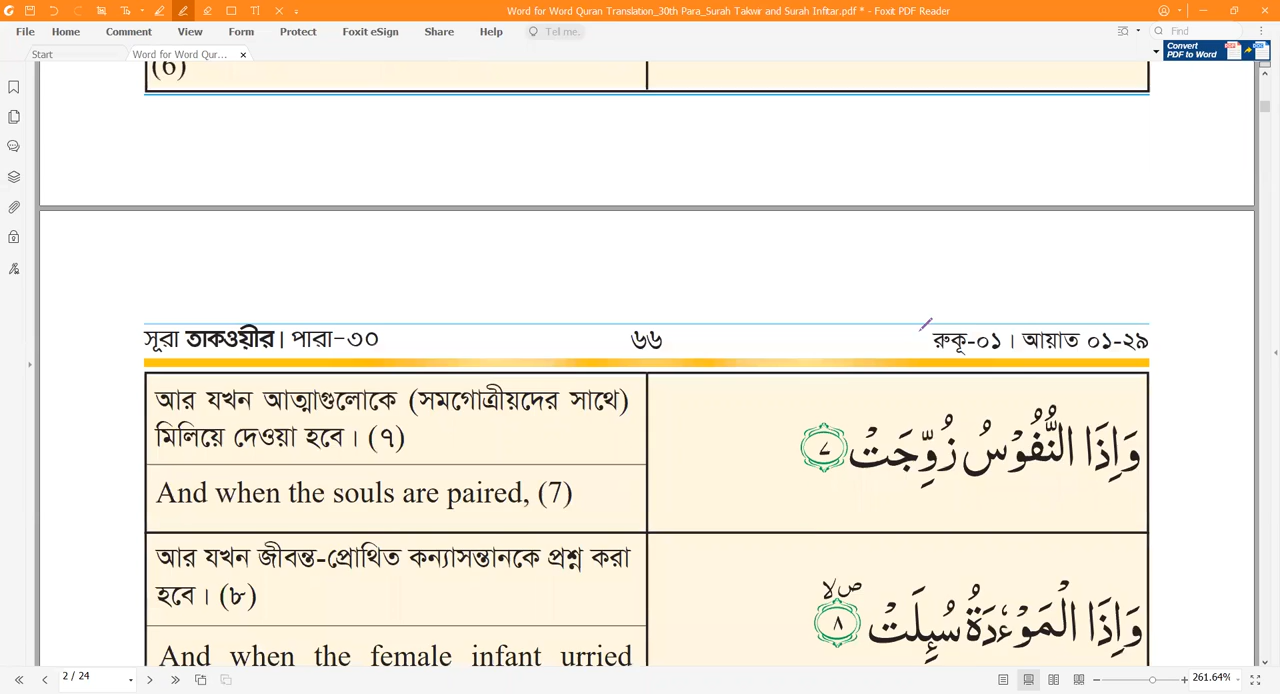 Word for Word Quran Translation_30th Para_Surah Takwir and Surah Infitar.pdf * - Foxit PDF Reader
File Home Comment View Form Protect Foxit eSign Share Help Tell me. Find
Start Word for Word Qur... Convert PDF to Word
(6)
সূরা তাকওয়ীর। পারা-৩০ ৬৬ রুকূ-০১। আয়াত ০১-২৯
আর যখন আত্মাগুলোকে (সমগোত্রীয়দের সাথে)
মিলিয়ে দেওয়া হবে। (৭)
And when the souls are paired, (7)
وَاِذَا النُّفُوْسُ زُوِّجَتْ ٧
আর যখন জীবন্ত-প্রোথিত কন্যাসন্তানকে প্রশ্ন করা
হবে। (৮)
And when the female infant urried
وَاِذَا الْمَوْءٗدَةُ سُىِٕلَتْ ٨ صلا
2 / 24 261.64%